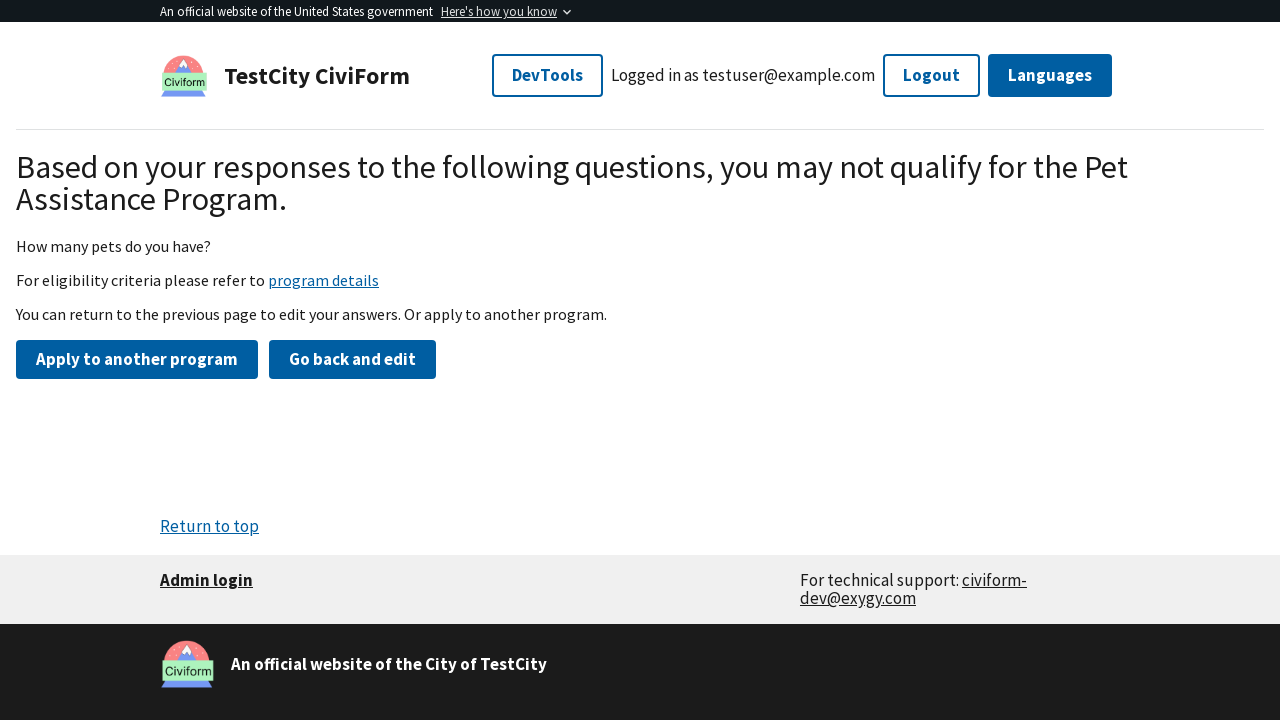 An official website of the United States government Here's how you know
Civiform
TestCity CiviForm
DevTools
Logged in as testuser@example.com
Logout
Languages
Based on your responses to the following questions, you may not qualify for the Pet
Assistance Program.
How many pets do you have?
For eligibility criteria please refer to program details
You can return to the previous page to edit your answers. Or apply to another program.
Apply to another program
Go back and edit
Return to top
Admin login
For technical support: civiform-
dev@exygy.com
Civiform
An official website of the City of TestCity